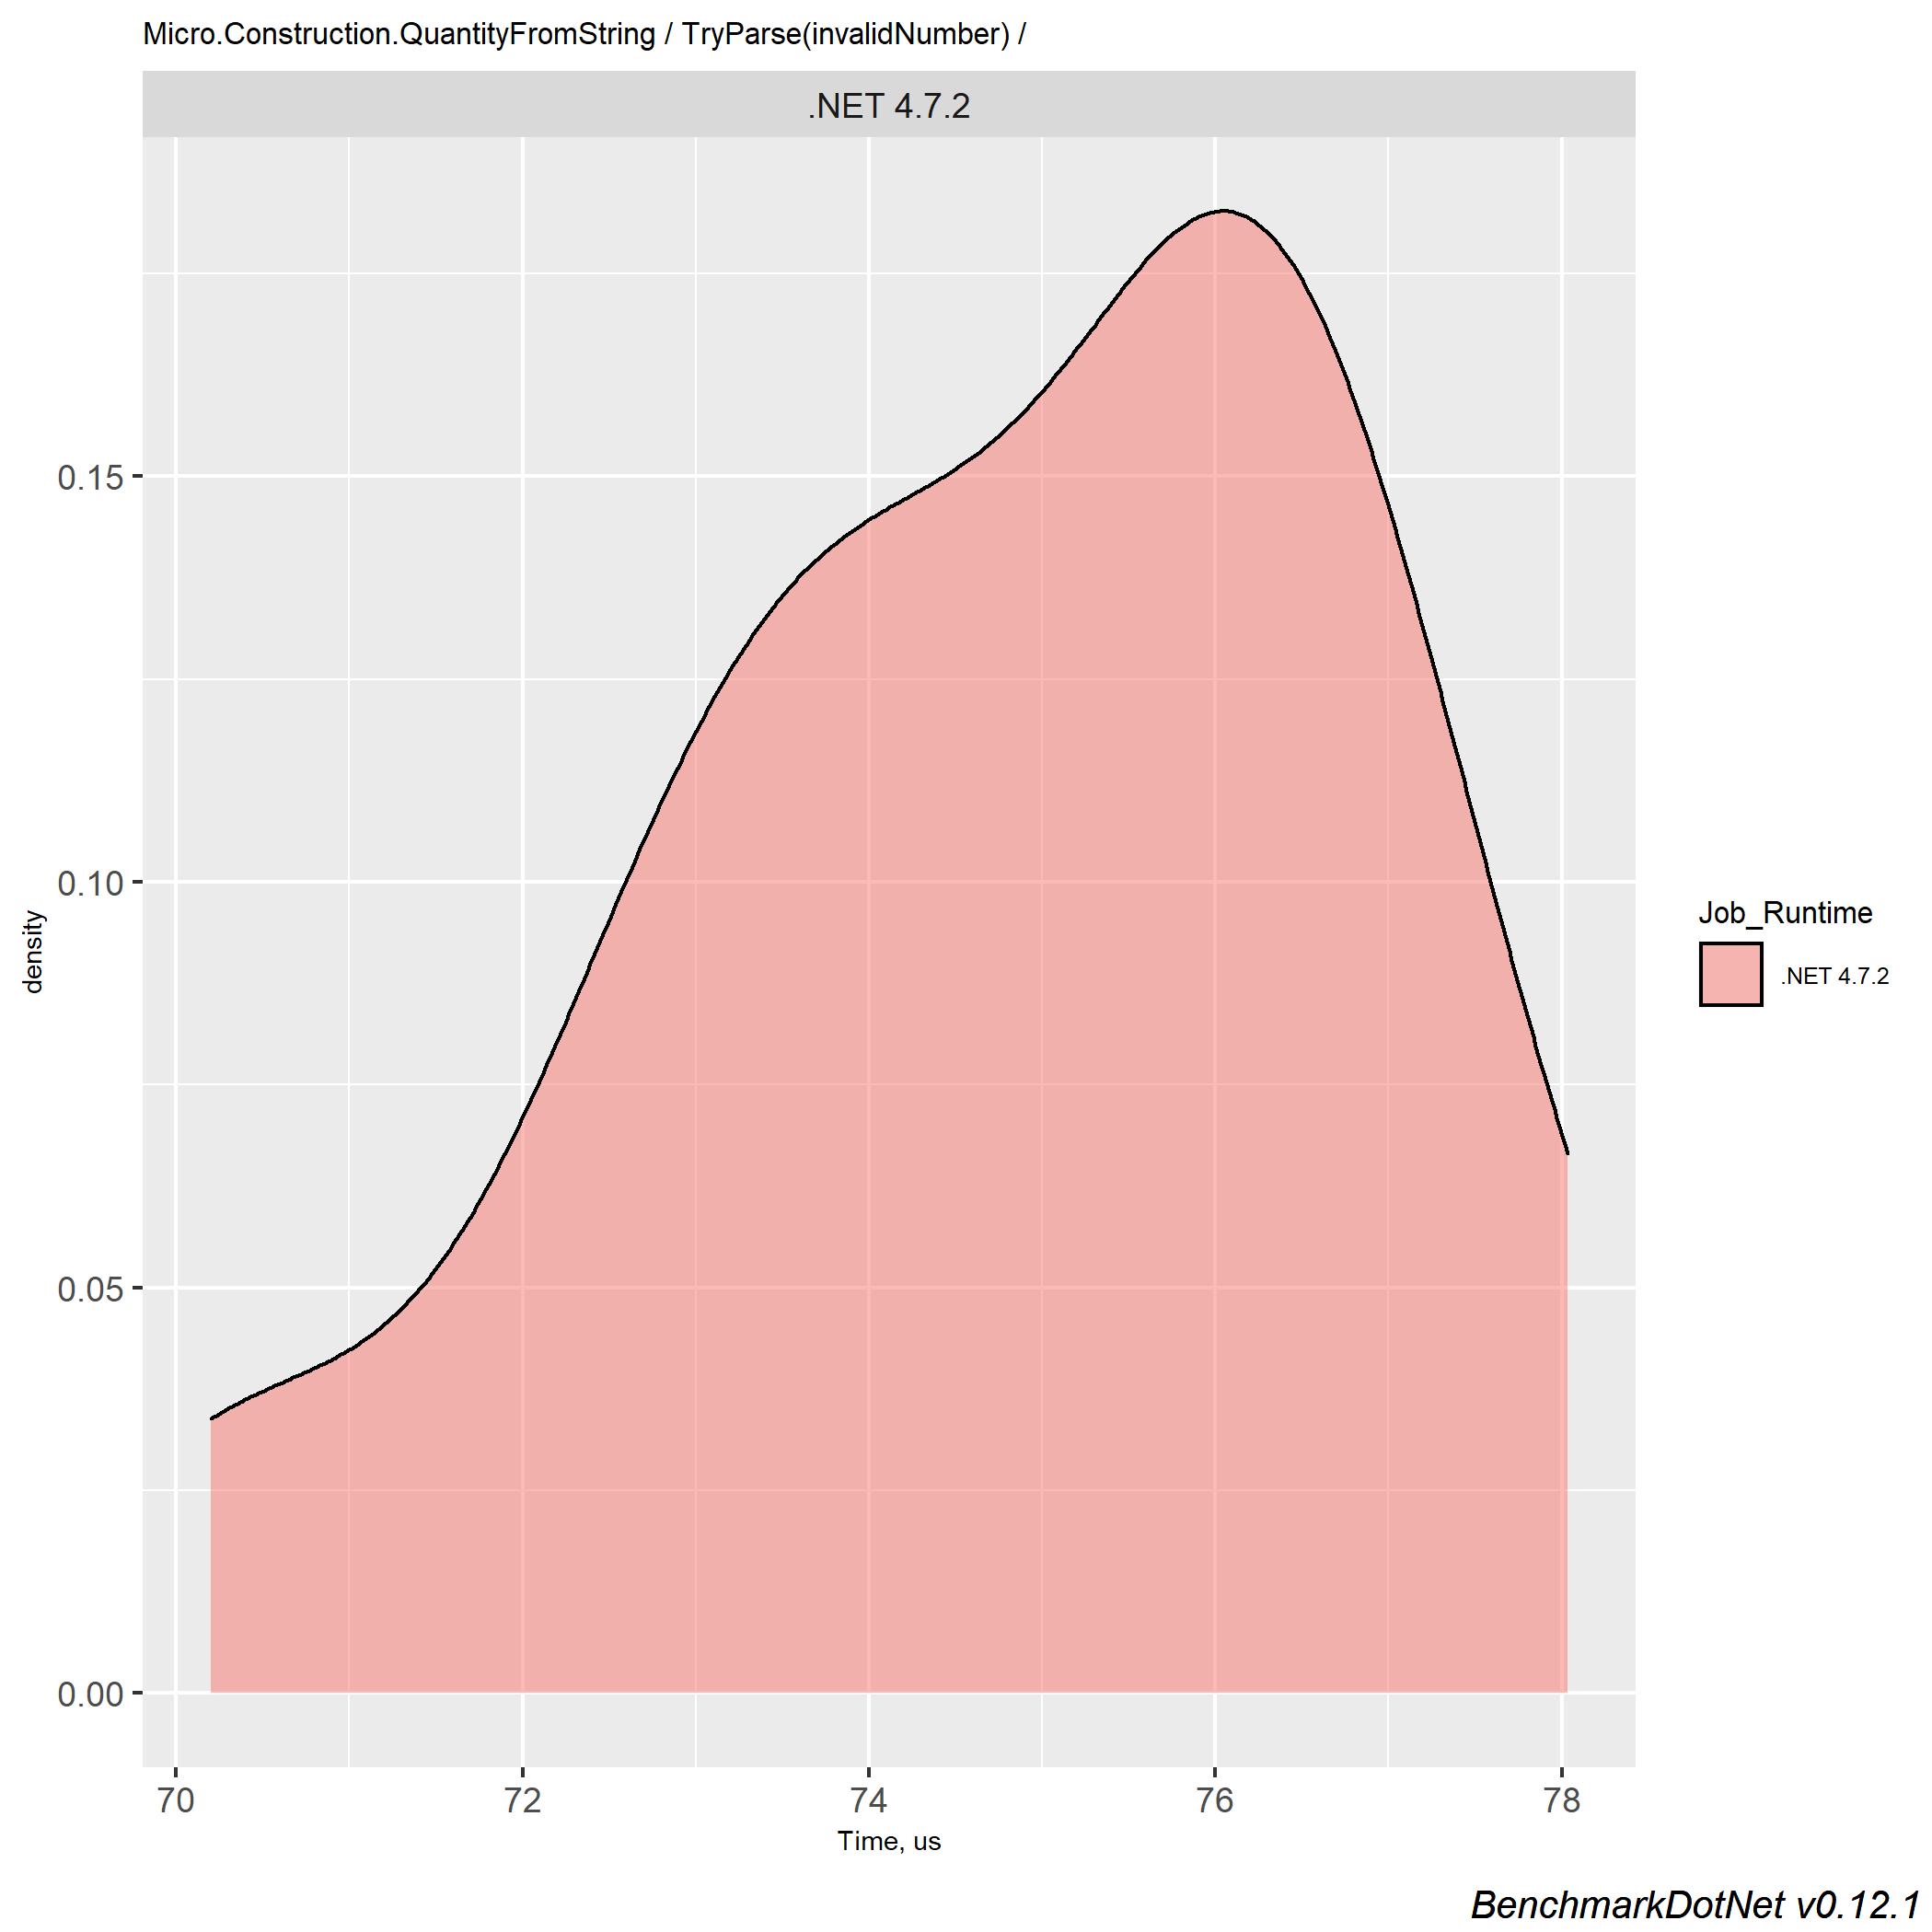 Micro.Construction.QuantityFromString / TryParse(invalidNumber) /
.NET 4.7.2
0.15
0.10
0.05
0.00
density
70 72 74 76 78
Time, us
Job_Runtime
.NET 4.7.2
BenchmarkDotNet v0.12.1